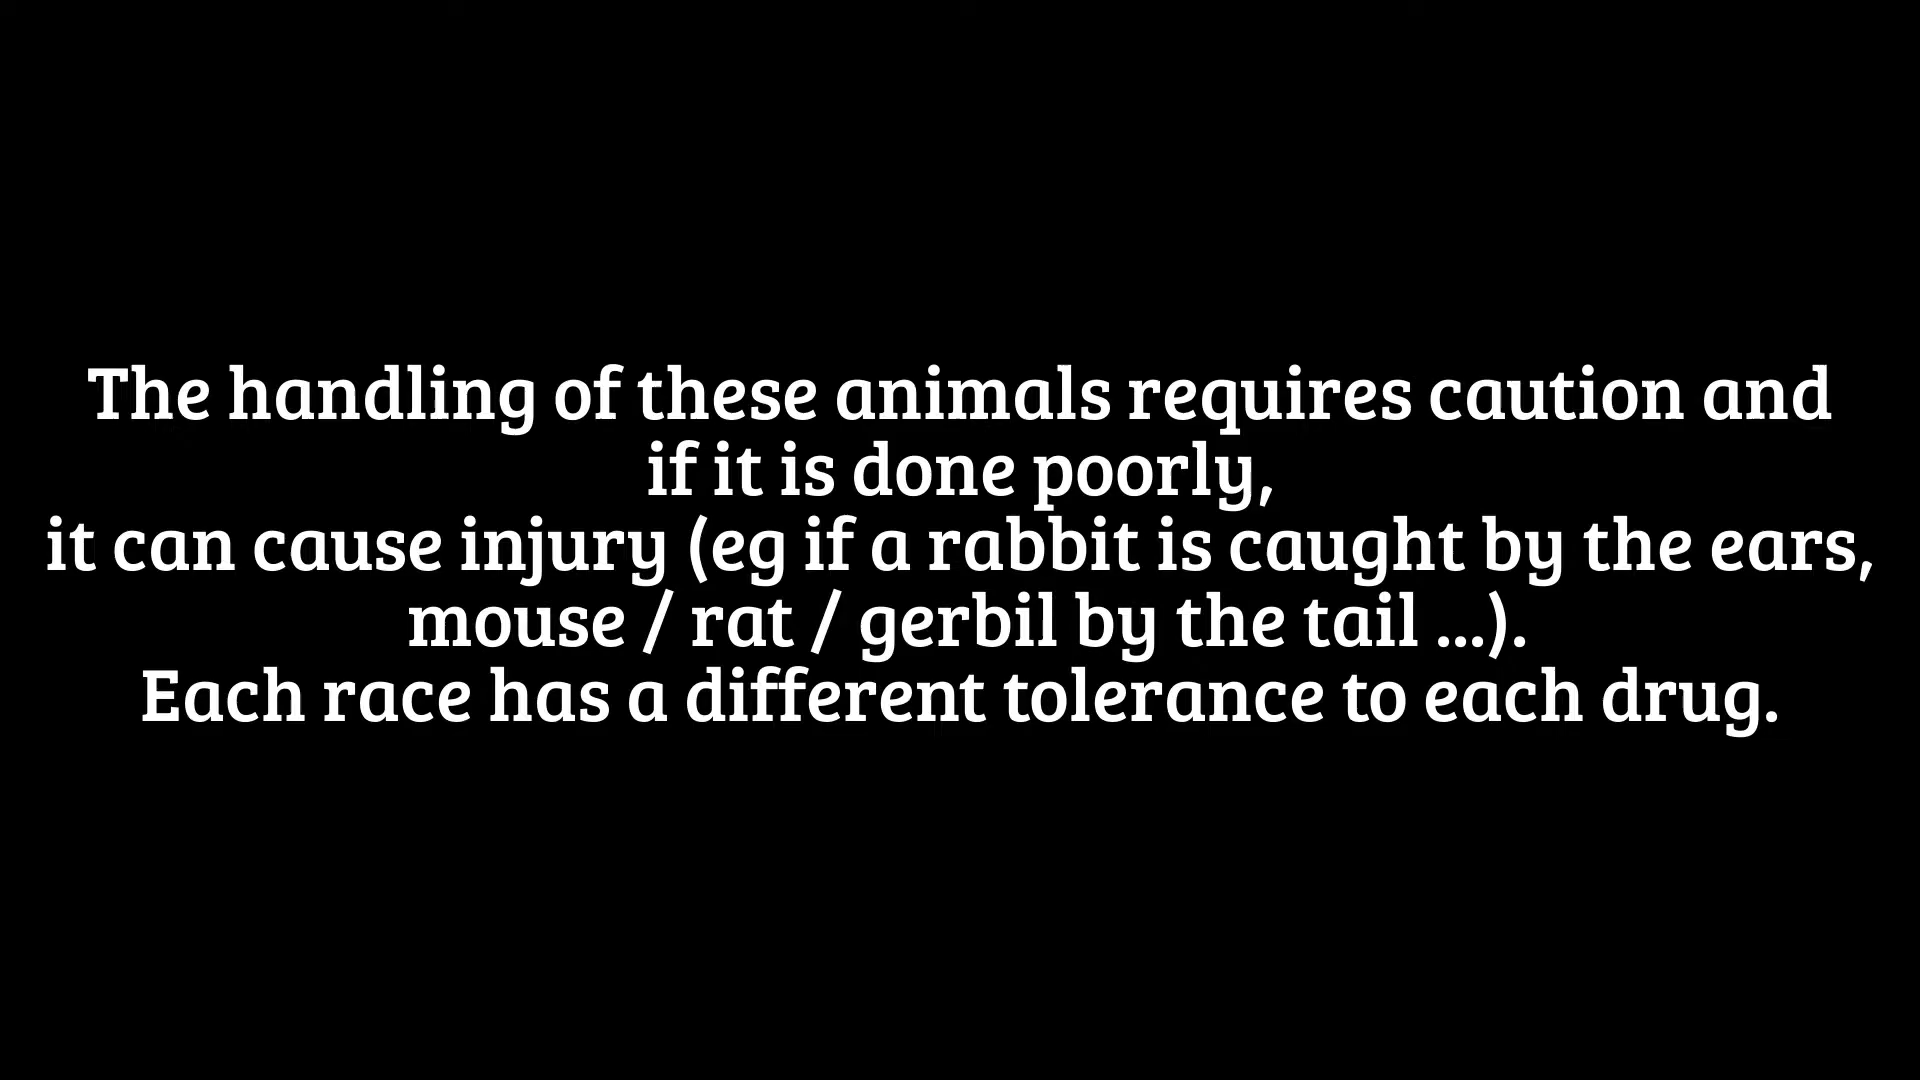 The handling of these animals requires caution and
if it is done poorly,
it can cause injury (eg if a rabbit is caught by the ears,
mouse / rat / gerbil by the tail ...).
Each race has a different tolerance to each drug.